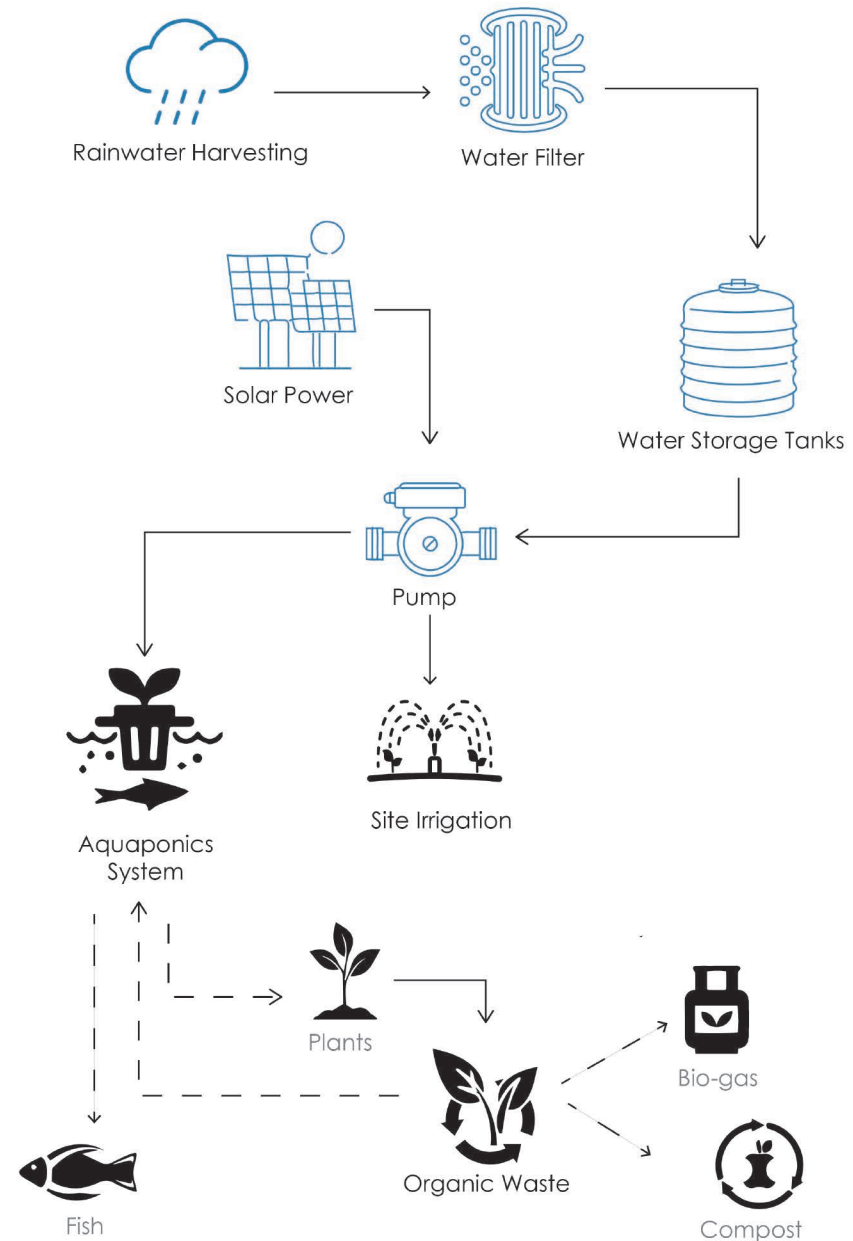 Rainwater Harvesting
Water Filter
Solar Power
Water Storage Tanks
Pump
Site Irrigation
Aquaponics
System
Plants
Bio-gas
Organic Waste
Fish
Compost